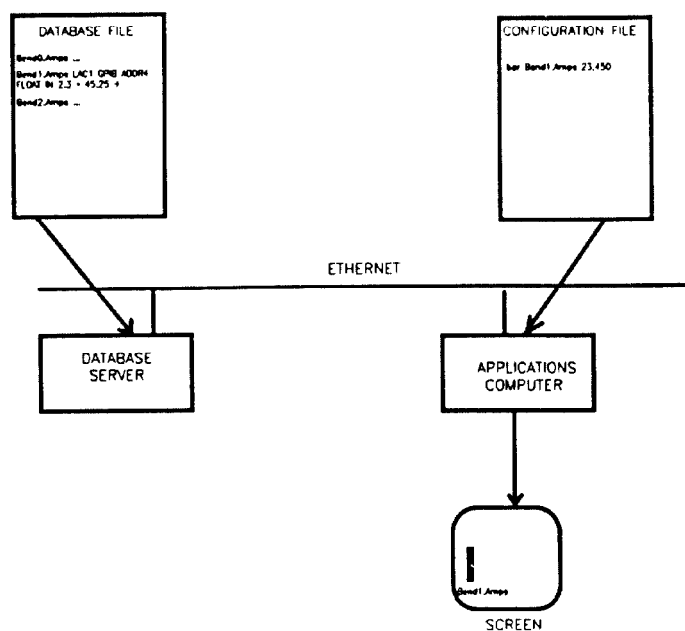 DATABASE FILE
Bend0.Amps ...
Bend1.Amps LAC1 GPIB ADDR4
FLOAT IN 2.3 * 45.25 +
Bend2.Amps ...
CONFIGURATION FILE
bar Bend1.Amps 23,450
ETHERNET
DATABASE
SERVER
APPLICATIONS
COMPUTER
Bend1.Amps
SCREEN